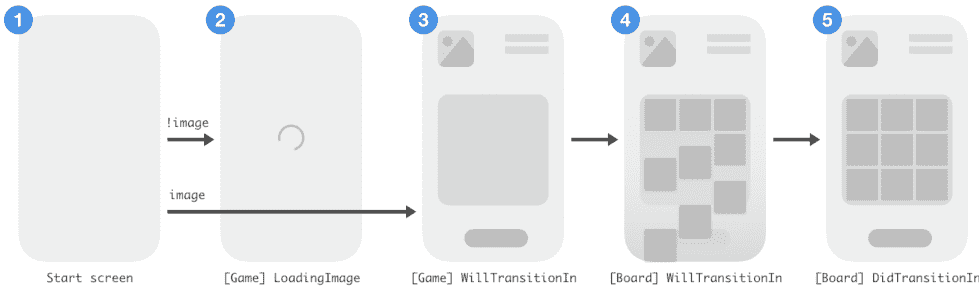 1
2
3
4
5
!image
image
Start screen
[Game] LoadingImage
[Game] WillTransitionIn
[Board] WillTransitionIn
[Board] DidTransitionIn